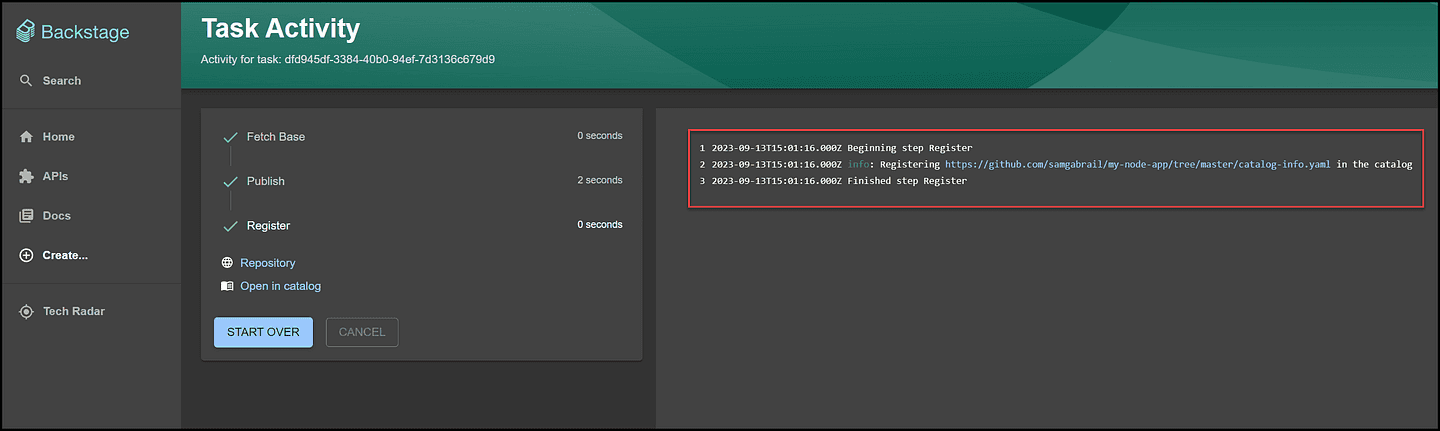 Backstage
Search
Home
APIs
Docs
Create...
Tech Radar
Task Activity
Activity for task: dfd945df-3384-40b0-94ef-7d3136c679d9
Fetch Base 0 seconds
Publish 2 seconds
Register 0 seconds
Repository
Open in catalog
START OVER CANCEL
1 2023-09-13T15:01:16.000Z Beginning step Register
2 2023-09-13T15:01:16.000Z info: Registering https://github.com/samgabrail/my-node-app/tree/master/catalog-info.yaml in the catalog
3 2023-09-13T15:01:16.000Z Finished step Register